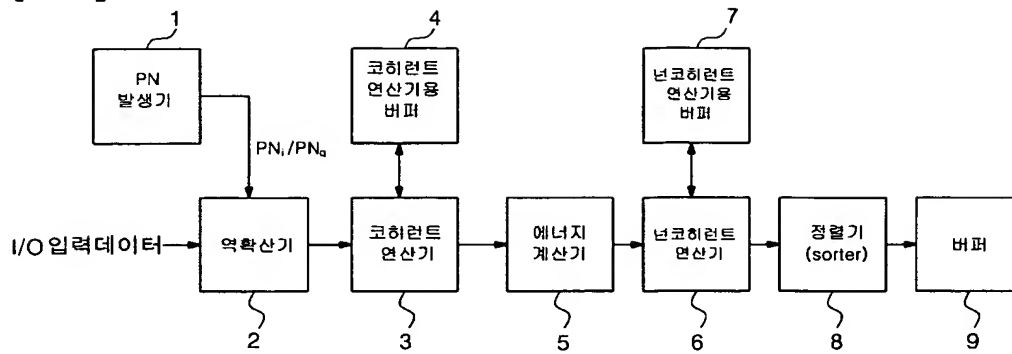 1
4
7
PN
발생기
코히런트
연산기용
버퍼
넌코히런트
연산기용
버퍼
PNi/PNq
I/O 입력데이터
역확산기
코히런트
연산기
에너지
계산기
넌코히런트
연산기
정렬기
(sorter)
버퍼
2
3
5
6
8
9